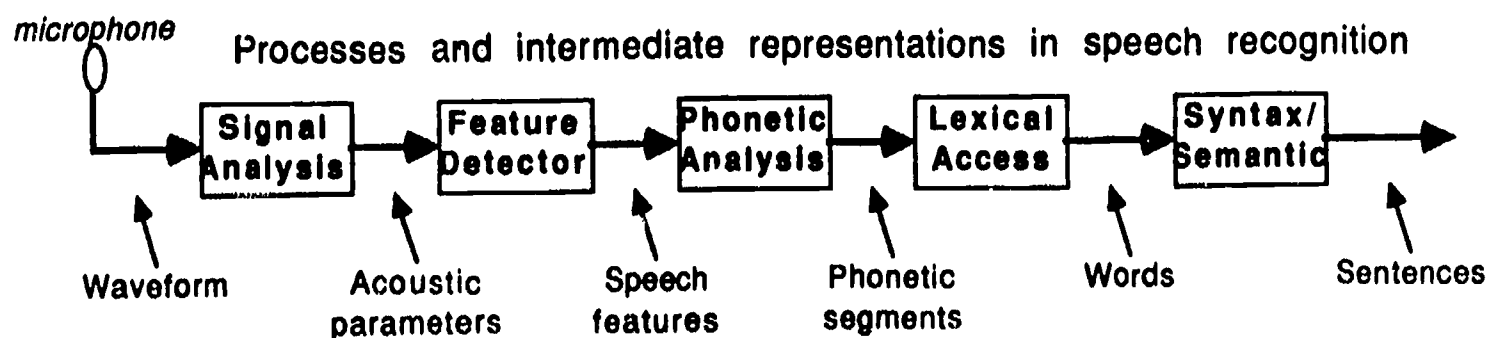 microphone
Processes and intermediate representations in speech recognition
Signal
Analysis
Feature
Detector
Phonetic
Analysis
Lexical
Access
Syntax/
Semantic
Waveform
Acoustic
parameters
Speech
features
Phonetic
segments
Words
Sentences